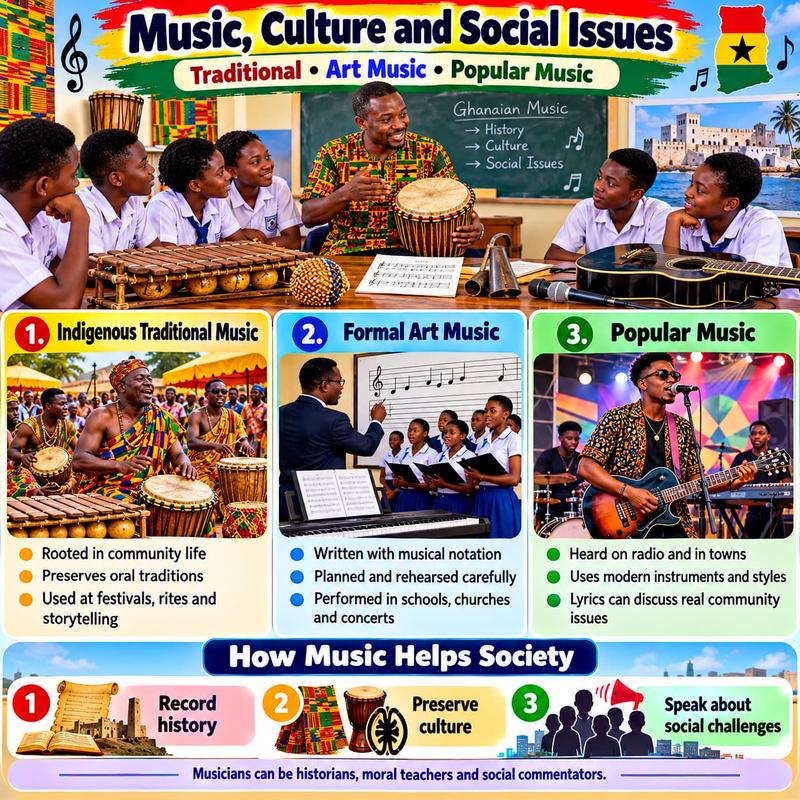 Music, Culture and Social Issues
Traditional • Art Music • Popular Music
Ghanaian Music
→ History
→ Culture
→ Social Issues
1. Indigenous Traditional Music
Rooted in community life
Preserves oral traditions
Used at festivals, rites and
storytelling
2. Formal Art Music
Written with musical notation
Planned and rehearsed carefully
Performed in schools, churches
and concerts
3. Popular Music
Heard on radio and in towns
Uses modern instruments and styles
Lyrics can discuss real community
issues
How Music Helps Society
1 Record
history
2 Preserve
culture
3 Speak about
social challenges
Musicians can be historians, moral teachers and social commentators.